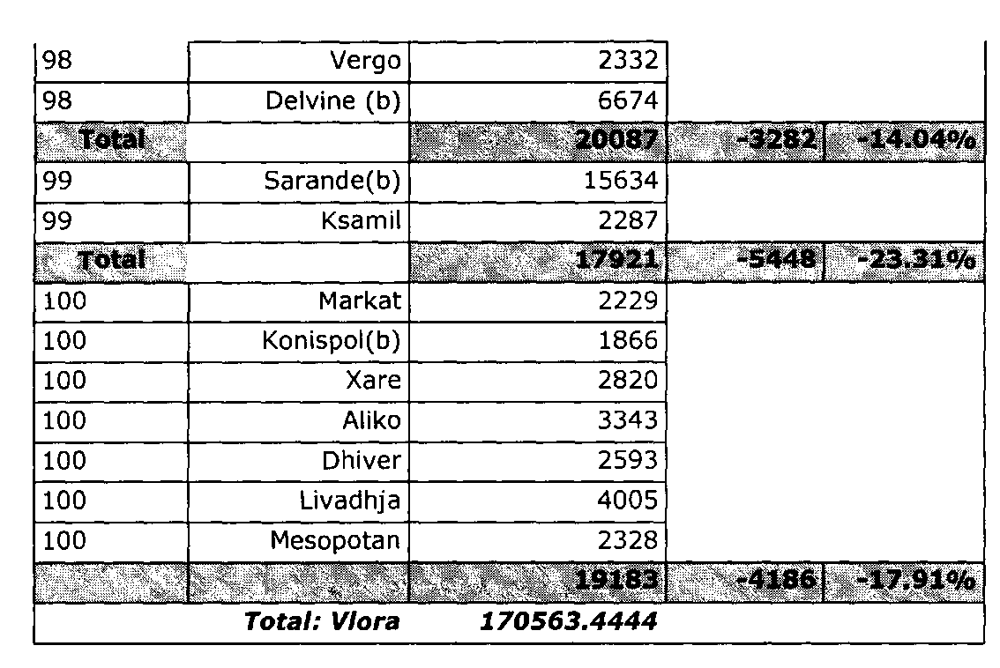 98 Vergo 2332
98 Delvine (b) 6674
Total 20087 -3282 -14.04%
99 Sarande(b) 15634
99 Ksamil 2287
Total 17921 -5448 -23.31%
100 Markat 2229
100 Konispol(b) 1866
100 Xare 2820
100 Aliko 3343
100 Dhiver 2593
100 Livadhja 4005
100 Mesopotan 2328
19183 -4186 -17.91%
Total: Vlora 170563.4444